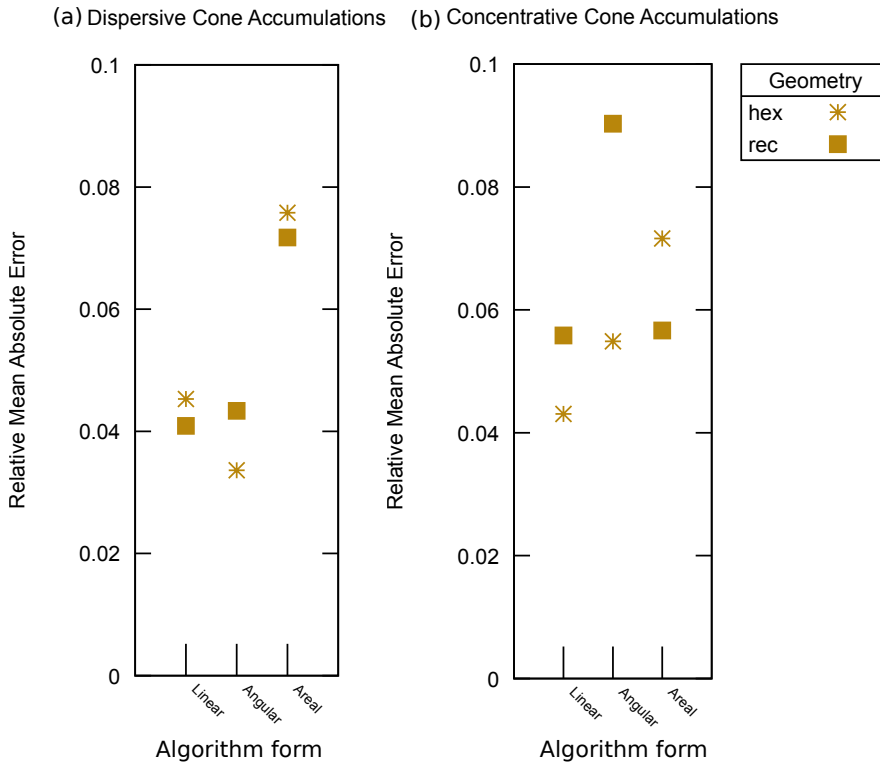 (a) Dispersive Cone Accumulations
(b) Concentrative Cone Accumulations
Relative Mean Absolute Error
0.1
0.08
0.06
0.04
0.02
0
Linear
Angular
Areal
Algorithm form
Relative Mean Absolute Error
0.1
0.08
0.06
0.04
0.02
0
Linear
Angular
Areal
Algorithm form
Geometry
hex
rec